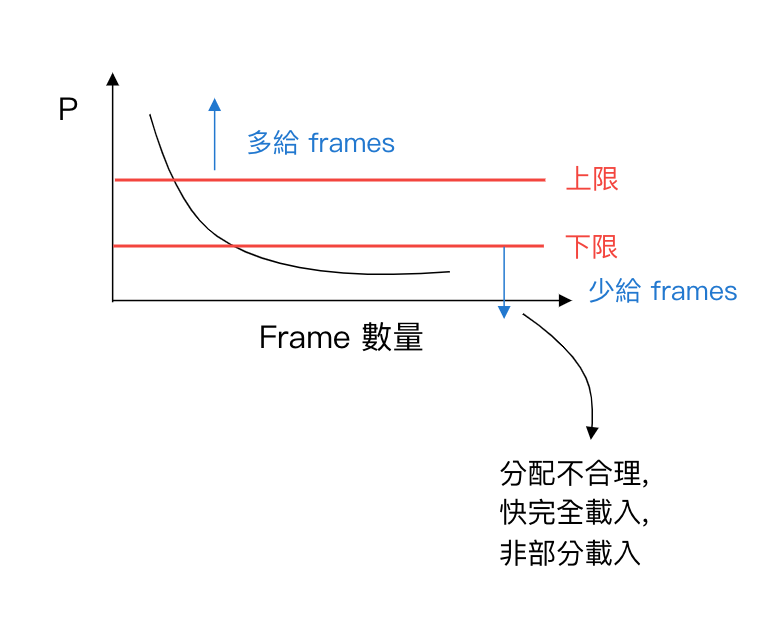 P
多給 frames
上限
下限
少給 frames
Frame 數量
分配不合理,
快完全載入,
非部分載入